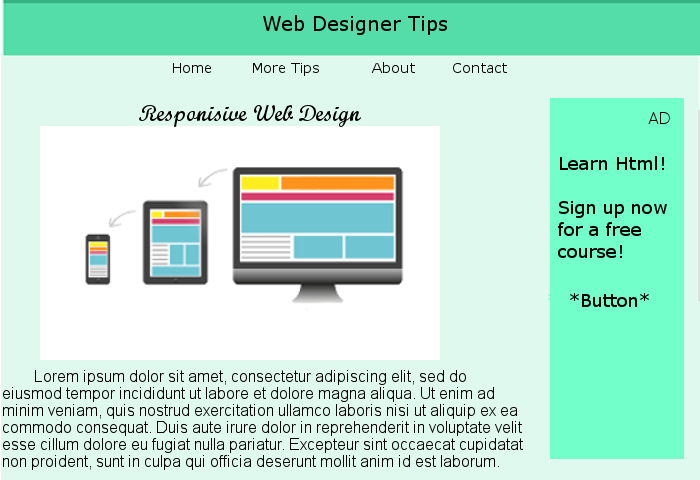 Web Designer Tips
Home More Tips About Contact
Responisive Web Design
AD
Learn Html!
Sign up now
for a free
course!
*Button*
Lorem ipsum dolor sit amet, consectetur adipiscing elit, sed do
eiusmod tempor incididunt ut labore et dolore magna aliqua. Ut enim ad
minim veniam, quis nostrud exercitation ullamco laboris nisi ut aliquip ex ea
commodo consequat. Duis aute irure dolor in reprehenderit in voluptate velit
esse cillum dolore eu fugiat nulla pariatur. Excepteur sint occaecat cupidatat
non proident, sunt in culpa qui officia deserunt mollit anim id est laborum.